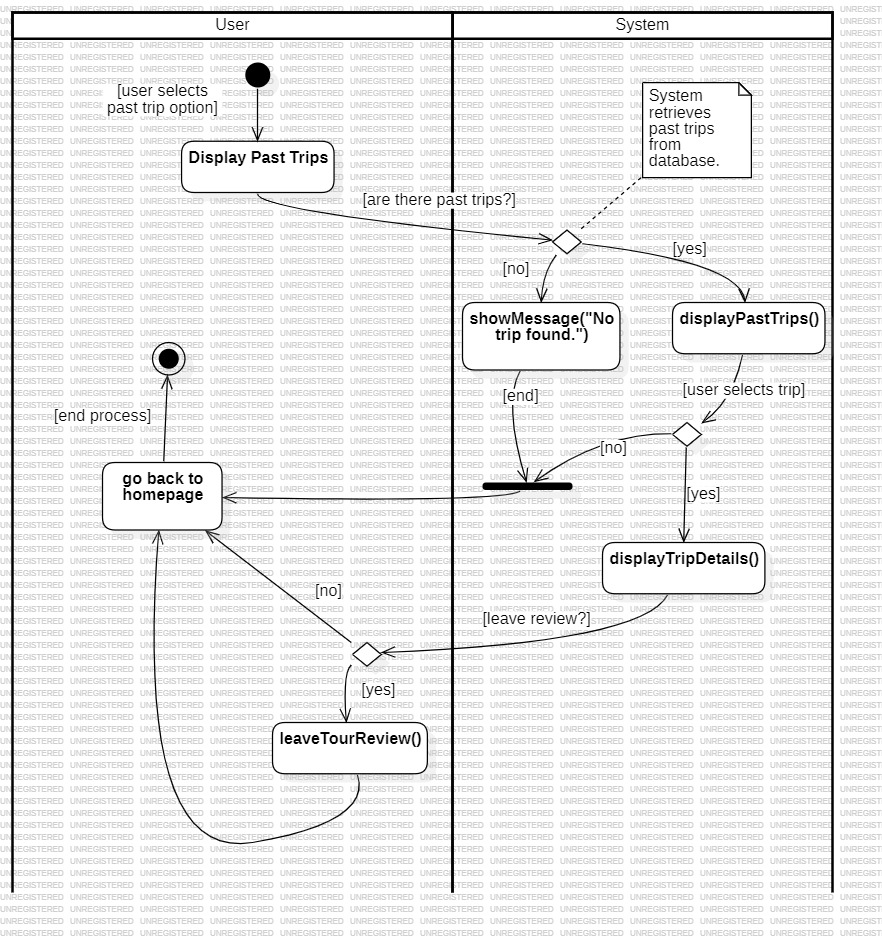 User
System
[user selects
past trip option]
System
retrieves
past trips
from
database.
Display Past Trips
[are there past trips?]
[no]
[yes]
showMessage("No
trip found.")
displayPastTrips()
[end]
[user selects trip]
[end process]
[no]
go back to
homepage
[yes]
displayTripDetails()
[no]
[leave review?]
[yes]
leaveTourReview()
UNREGISTERED